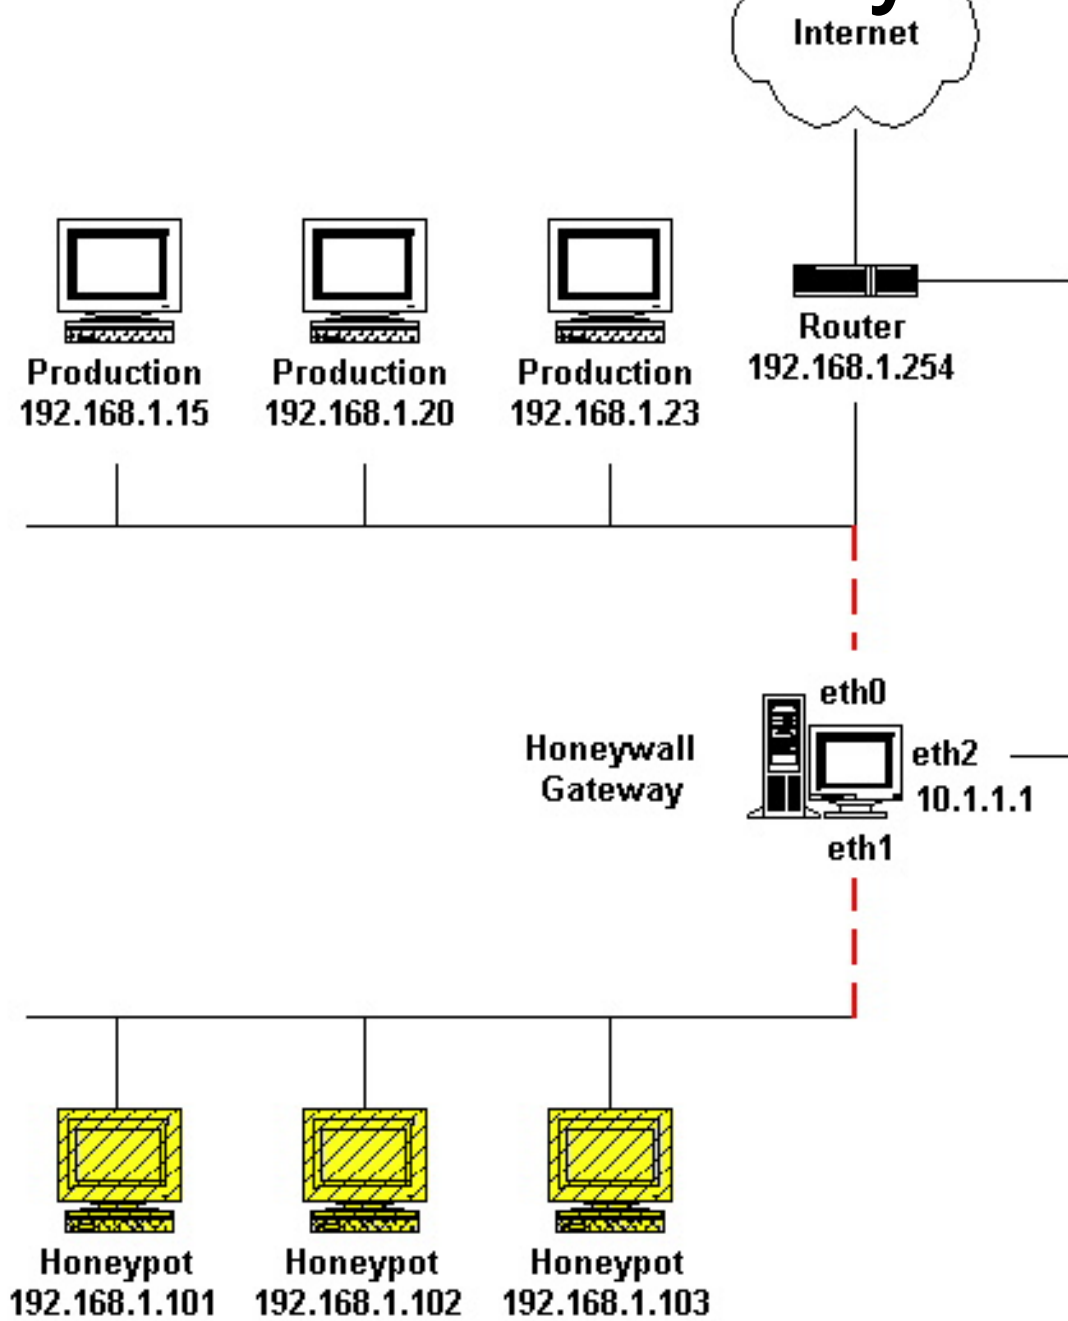 Internet
Router
192.168.1.254
Production
192.168.1.15
Production
192.168.1.20
Production
192.168.1.23
eth0
Honeywall
Gateway
eth2
10.1.1.1
eth1
Honeypot
192.168.1.101
Honeypot
192.168.1.102
Honeypot
192.168.1.103